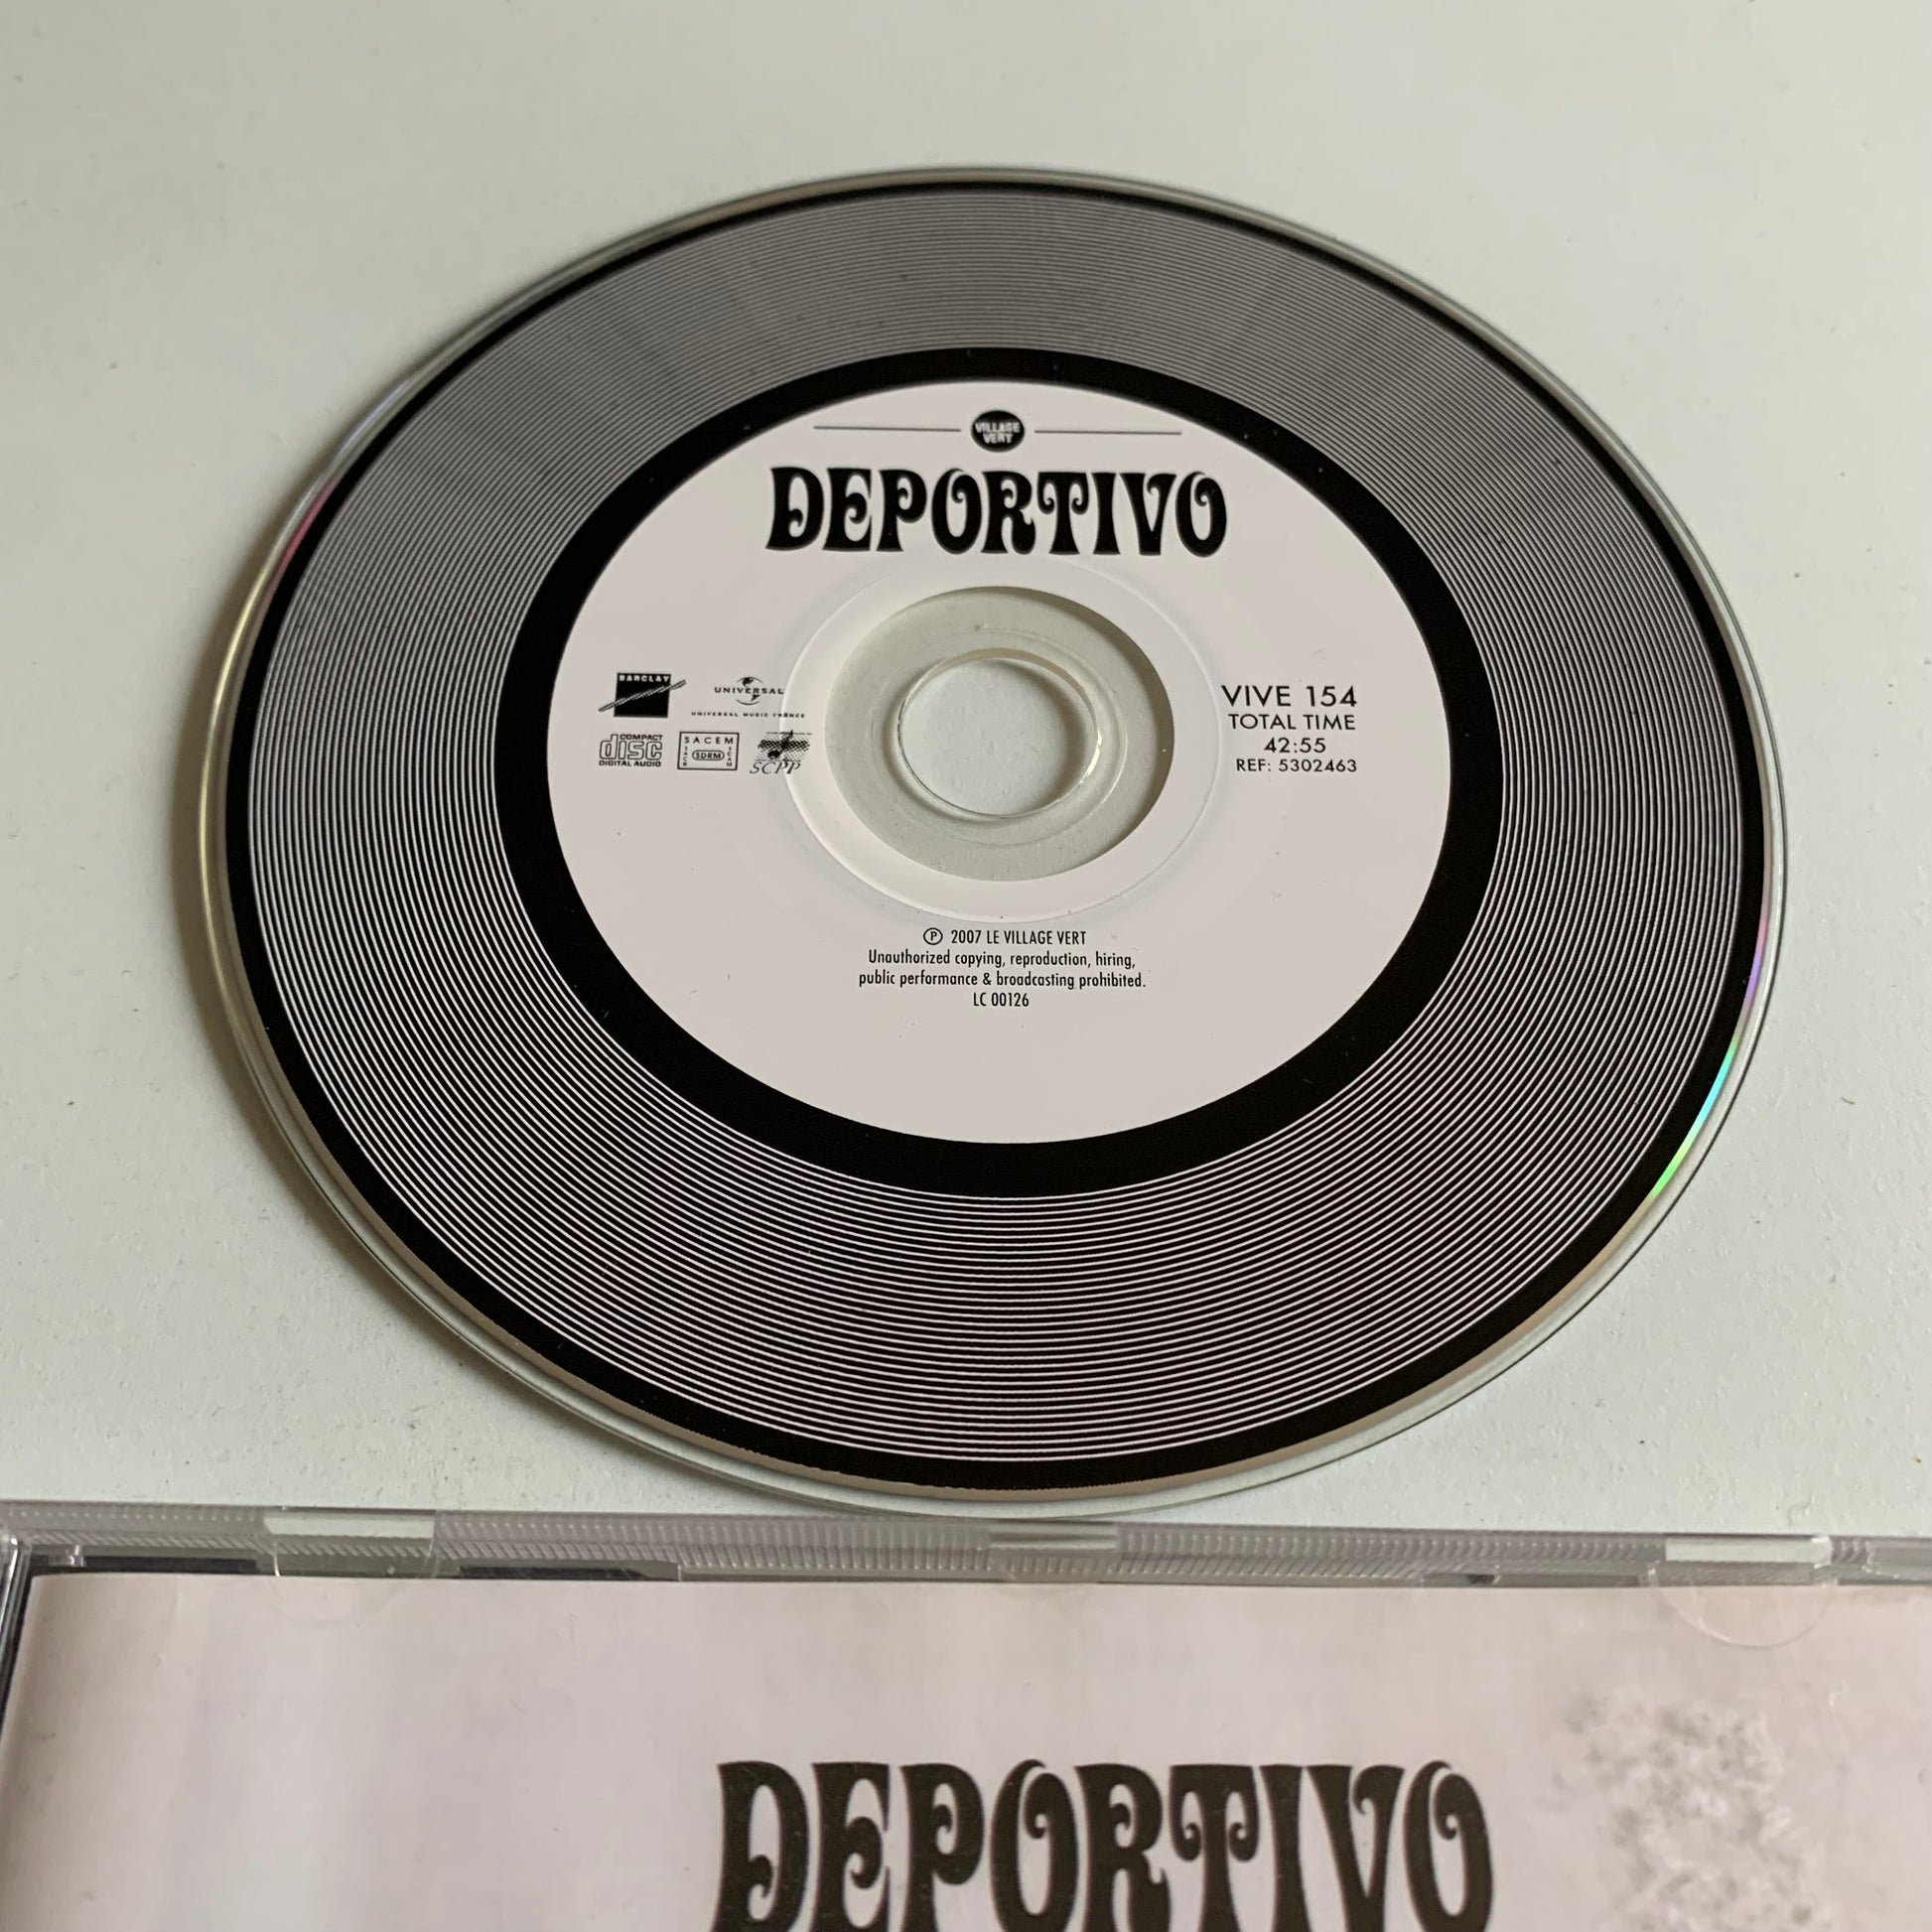 VILLAGE
VERT
DEPORTIVO
BARCLAY
UNIVERSAL
UNIVERSAL MUSIC FRANCE
COMPACT
disc
DIGITAL AUDIO
SACEM
SACD
SDRM
SCAM
SCPP
VIVE 154
TOTAL TIME
42:55
REF: 5302463
Ⓟ 2007 LE VILLAGE VERT
Unauthorized copying, reproduction, hiring,
public performance & broadcasting prohibited.
LC 00126
DEPORTIVO